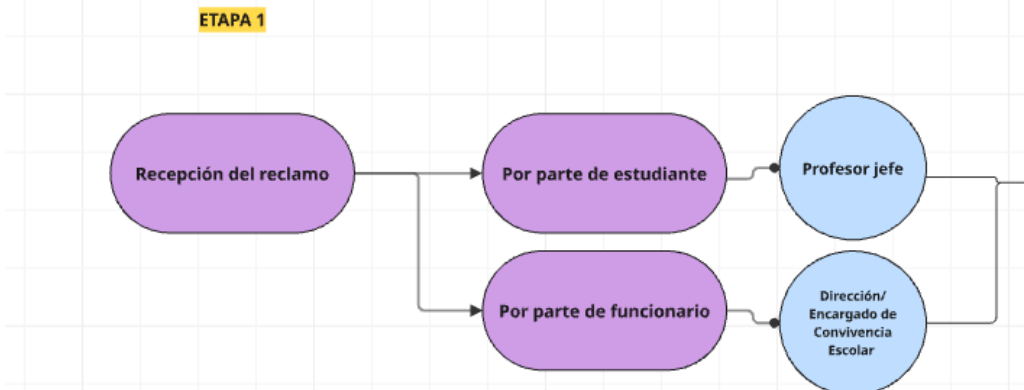 ETAPA 1
Recepción del reclamo
Por parte de estudiante
Profesor jefe
Por parte de funcionario
Dirección/
Encargado de
Convivencia
Escolar